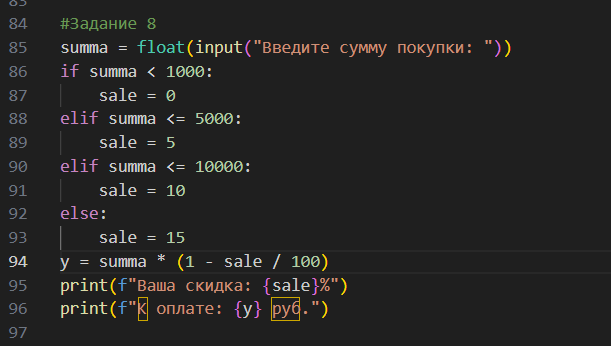 83
84 #Задание 8
85 summa = float(input("Введите сумму покупки: "))
86 if summa < 1000:
87     sale = 0
88 elif summa <= 5000:
89     sale = 5
90 elif summa <= 10000:
91     sale = 10
92 else:
93     sale = 15
94 y = summa * (1 - sale / 100)
95 print(f"Ваша скидка: {sale}%")
96 print(f"К оплате: {y} руб.")
97